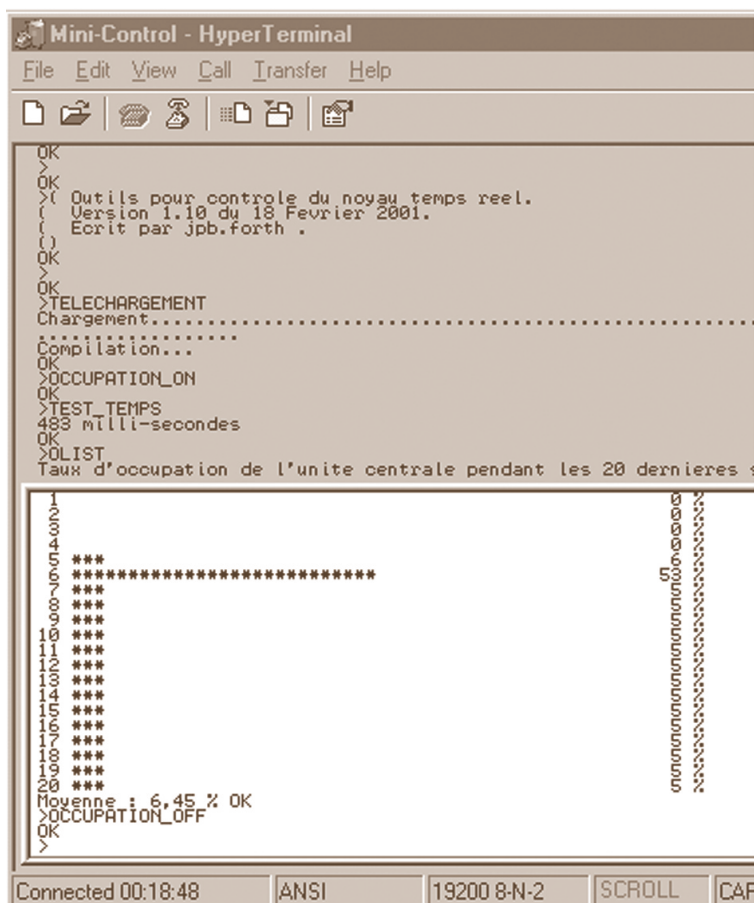 Mini-Control - HyperTerminal
File Edit View Call Transfer Help
OK
>
OK
>( Outils pour controle du noyau temps reel.
( Version 1.10 du 18 Fevrier 2001.
( Ecrit par jpb.forth .
()
OK
>
OK
>TELECHARGEMENT
Chargement......................................................
..................
Compilation...
OK
>OCCUPATION_ON
OK
>TEST_TEMPS
483 milli-secondes
OK
>OLIST
Taux d'occupation de l'unite centrale pendant les 20 dernieres s
1 0 %
2 0 %
3 0 %
4 0 %
5 *** 6 %
6 *************************** 53 %
7 *** 5 %
8 *** 5 %
9 *** 5 %
10 *** 5 %
11 *** 5 %
12 *** 5 %
13 *** 5 %
14 *** 5 %
15 *** 5 %
16 *** 5 %
17 *** 5 %
18 *** 5 %
19 *** 5 %
20 *** 5 %
Moyenne : 6,45 % OK
>OCCUPATION_OFF
OK
>
Connected 00:18:48 ANSI 19200 8-N-2 SCROLL CAP